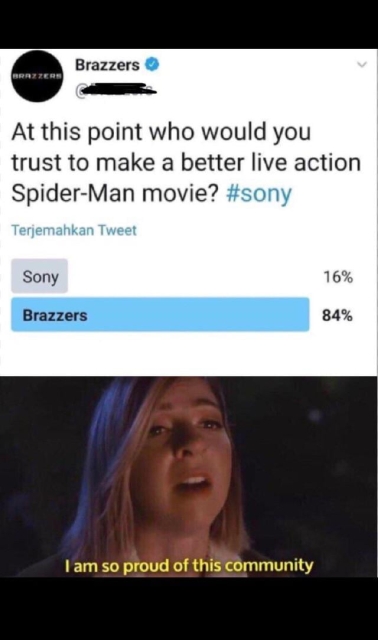 BRAZZERS
Brazzers
At this point who would you
trust to make a better live action
Spider-Man movie? #sony
Terjemahkan Tweet
Sony 16%
Brazzers 84%
I am so proud of this community